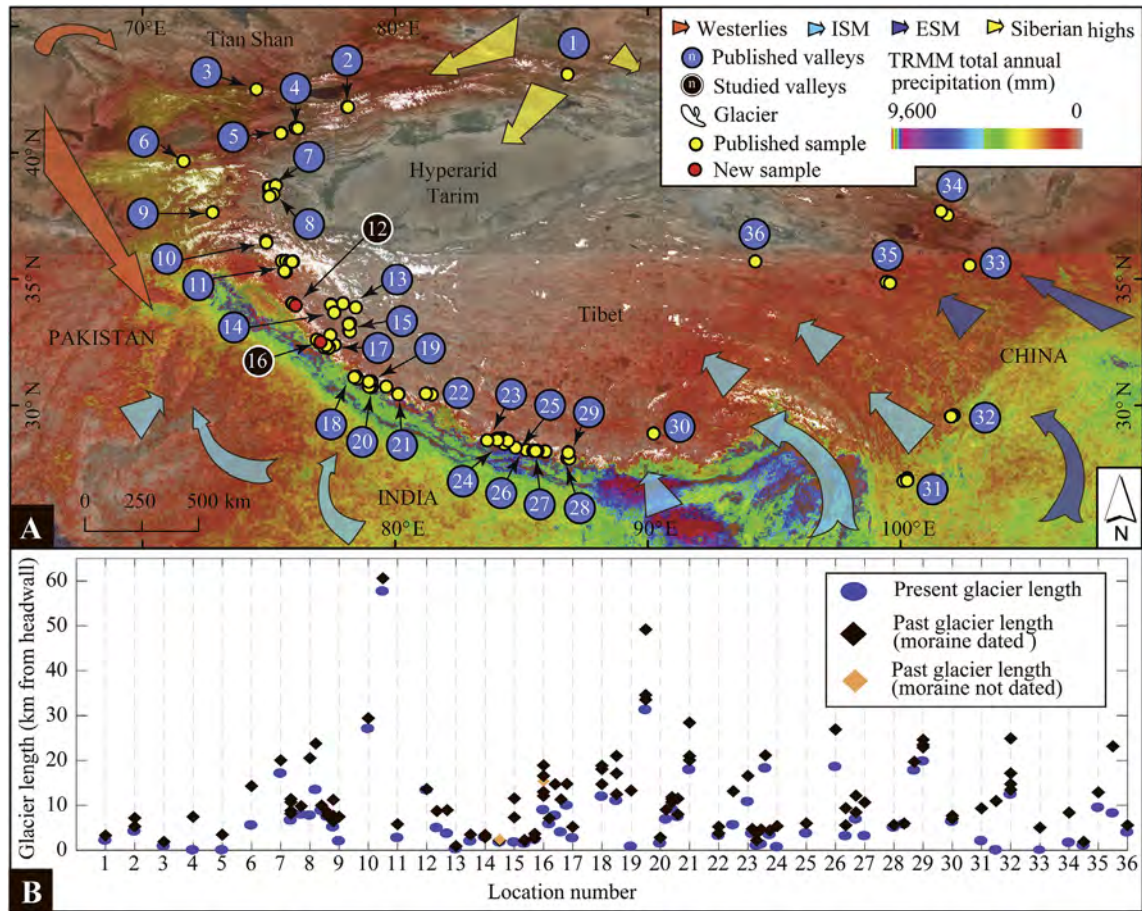 70°E
80°E
Tian Shan
1
2
3
4
5
6
7
8
9
10
11
12
13
14
15
16
17
18
19
20
21
22
23
24
25
26
27
28
29
30
31
32
33
34
35
36
40°N
35°N
30°N
35°N
30°N
Hyperarid
Tarim
Tibet
PAKISTAN
INDIA
CHINA
80°E
90°E
100°E
0 250 500 km
N
A
Westerlies ISM ESM Siberian highs
n Published valleys
n Studied valleys
Glacier
Published sample
New sample
TRMM total annual
precipitation (mm)
9,600 0
B
Glacier length (km from headwall)
60
50
40
30
20
10
0
Present glacier length
Past glacier length
(moraine dated )
Past glacier length
(moraine not dated)
1 2 3 4 5 6 7 8 9 10 11 12 13 14 15 16 17 18 19 20 21 22 23 24 25 26 27 28 29 30 31 32 33 34 35 36
Location number